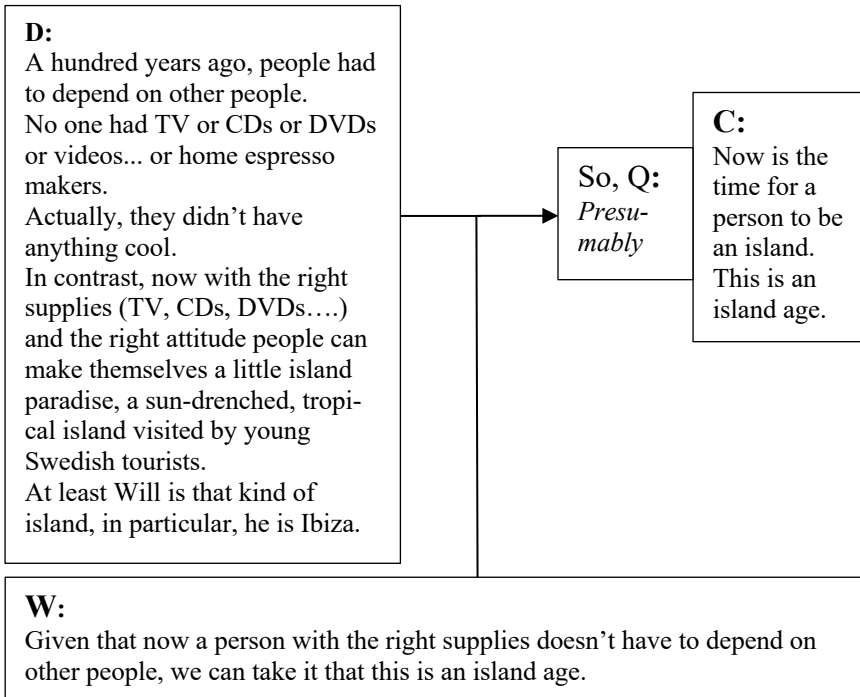 D:
A hundred years ago, people had
to depend on other people.
No one had TV or CDs or DVDs
or videos... or home espresso
makers.
Actually, they didn’t have
anything cool.
In contrast, now with the right
supplies (TV, CDs, DVDs….)
and the right attitude people can
make themselves a little island
paradise, a sun-drenched, tropi-
cal island visited by young
Swedish tourists.
At least Will is that kind of
island, in particular, he is Ibiza.
So, Q:
Presu-
mably
C:
Now is the
time for a
person to be
an island.
This is an
island age.
W:
Given that now a person with the right supplies doesn’t have to depend on
other people, we can take it that this is an island age.